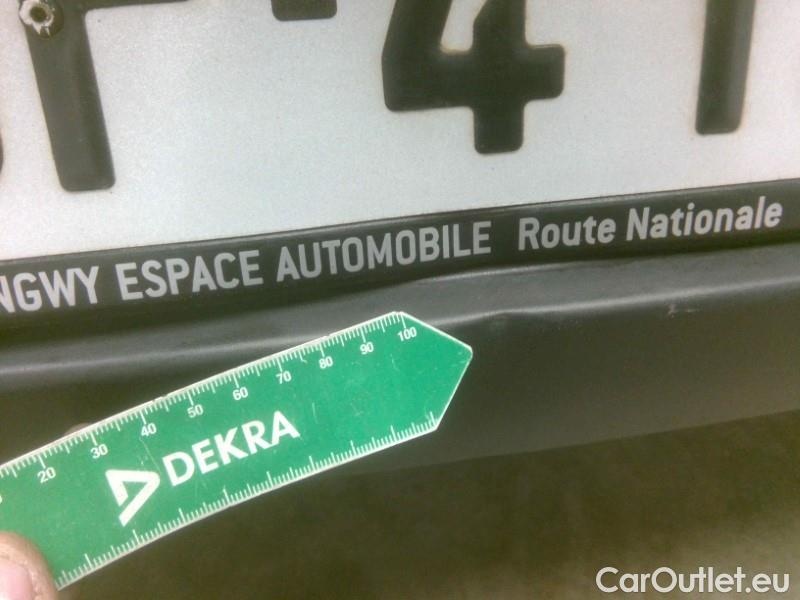 4
NGWY ESPACE AUTOMOBILE Route Nationale
20 30 40 50 60 70 80 90 100
DEKRA
CarOutlet.eu